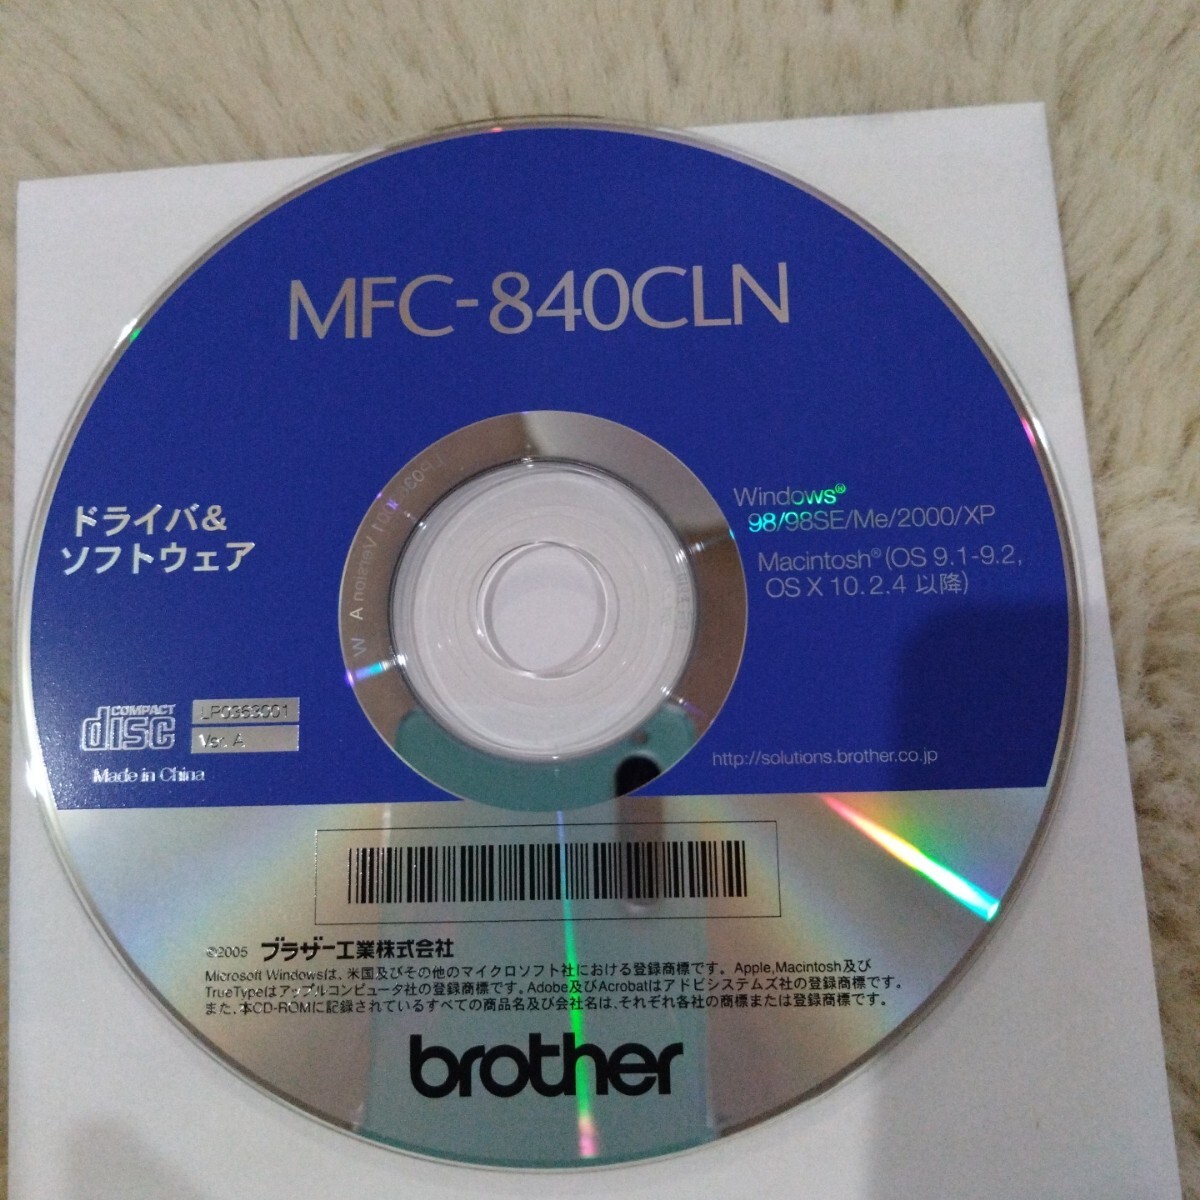 MFC-840CLN
ドライバ&
ソフトウェア
Windows®
98/98SE/Me/2000/XP
Macintosh® (OS 9.1-9.2,
OS X 10.2.4 以降)
COMPACT
disc
LP0363001
Ver. A
Made in China
http://solutions.brother.co.jp
©2005 ブラザー工業株式会社
Microsoft Windowsは、米国及びその他のマイクロソフト社における登録商標です。Apple,Macintosh及び
TrueTypeはアップルコンピュータ社の登録商標です。Adobe及びAcrobatはアドビシステムズ社の登録商標です。
また、本CD-ROMに記録されているすべての商品名及び会社名は、それぞれ各社の商標または登録商標です。
brother